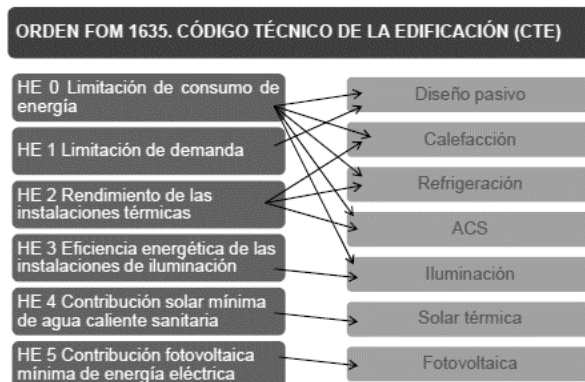 ORDEN FOM 1635. CÓDIGO TÉCNICO DE LA EDIFICACIÓN (CTE)
HE 0 Limitación de consumo de
energía
HE 1 Limitación de demanda
HE 2 Rendimiento de las
instalaciones térmicas
HE 3 Eficiencia energética de las
instalaciones de iluminación
HE 4 Contribución solar mínima
de agua caliente sanitaria
HE 5 Contribución fotovoltaica
mínima de energía eléctrica
Diseño pasivo
Calefacción
Refrigeración
ACS
Iluminación
Solar térmica
Fotovoltaica